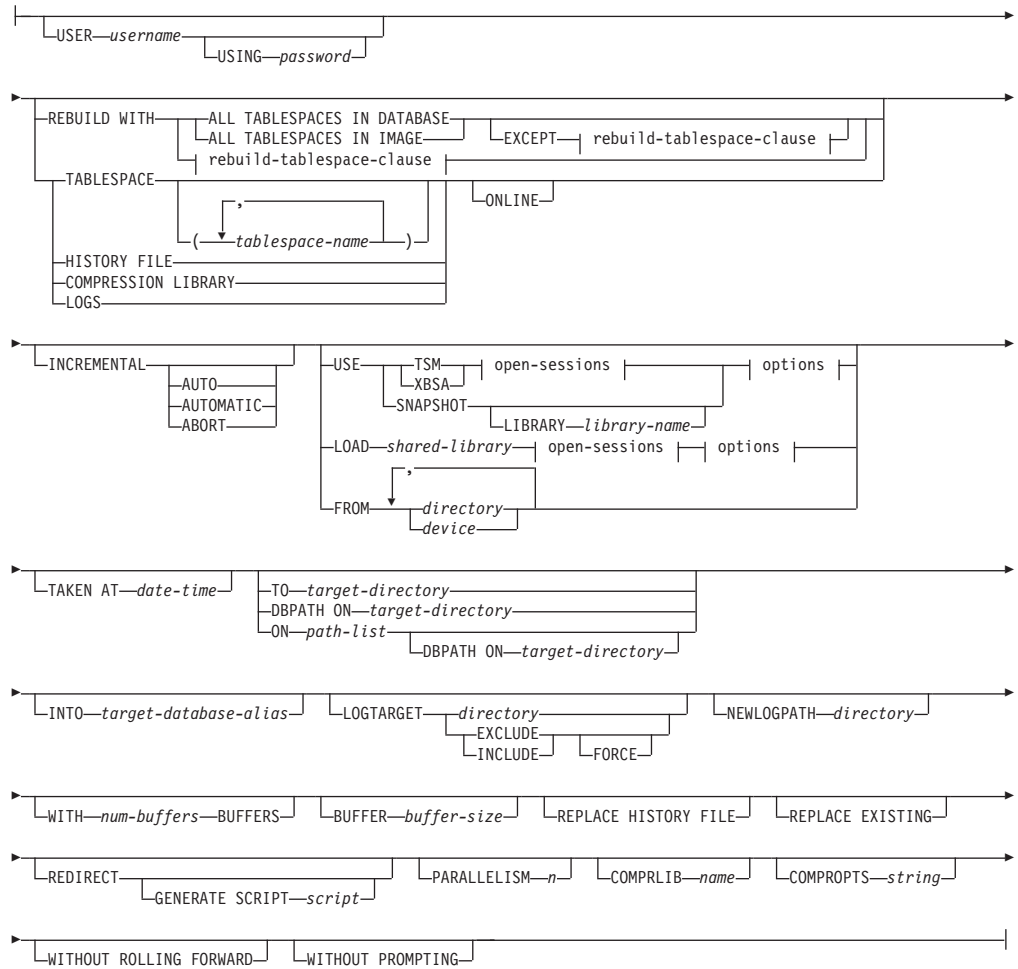 USER username
USING password
REBUILD WITH ALL TABLESPACES IN DATABASE
ALL TABLESPACES IN IMAGE EXCEPT rebuild-tablespace-clause
rebuild-tablespace-clause
TABLESPACE
ONLINE
,
( tablespace-name )
HISTORY FILE
COMPRESSION LIBRARY
LOGS
INCREMENTAL
AUTO
AUTOMATIC
ABORT
USE TSM open-sessions options
XBSA
SNAPSHOT
LIBRARY library-name
LOAD shared-library open-sessions options
,
FROM directory
device
TAKEN AT date-time
TO target-directory
DBPATH ON target-directory
ON path-list
DBPATH ON target-directory
INTO target-database-alias LOGTARGET directory NEWLOGPATH directory
EXCLUDE
INCLUDE FORCE
WITH num-buffers BUFFERS BUFFER buffer-size REPLACE HISTORY FILE REPLACE EXISTING
REDIRECT PARALLELISM n COMPRLIB name COMPROPTS string
GENERATE SCRIPT script
WITHOUT ROLLING FORWARD WITHOUT PROMPTING